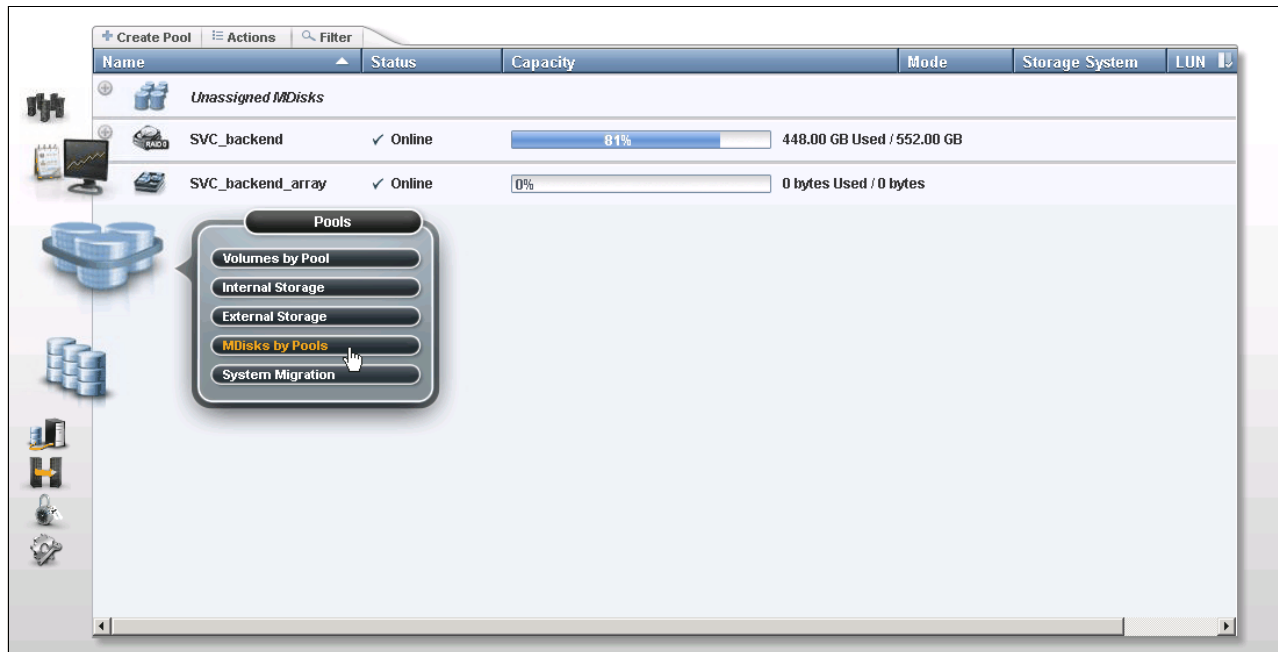 Create Pool Actions Filter
Name Status Capacity Mode Storage System LUN
Unassigned MDisks
RAID 0 SVC_backend Online 81% 448.00 GB Used / 552.00 GB
SVC_backend_array Online 0% 0 bytes Used / 0 bytes
Pools
Volumes by Pool
Internal Storage
External Storage
MDisks by Pools
System Migration